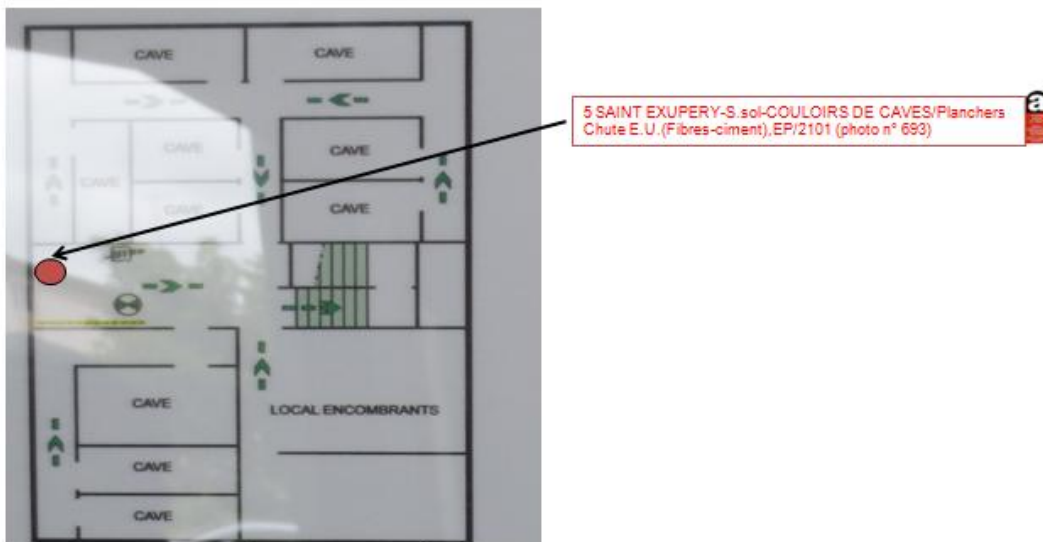 CAVE
CAVE
5 SAINT EXUPERY-S.sol-COULOIRS DE CAVES/Planchers
Chute E.U.(Fibres-ciment),EP/2101 (photo n° 693)
a
CAVE
CAVE
CAVE
CAVE
CAVE
CAVE
LOCAL ENCOMBRANTS
CAVE
CAVE